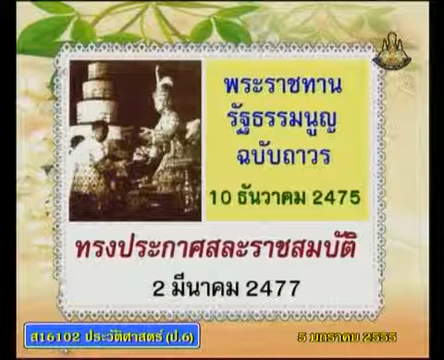 พระราชทาน
รัฐธรรมนูญ
ฉบับถาวร
10 ธันวาคม 2475
ทรงประกาศสละราชสมบัติ
2 มีนาคม 2477
ส16102 ประวัติศาสตร์ (ป.6)
5 มกราคม 2555